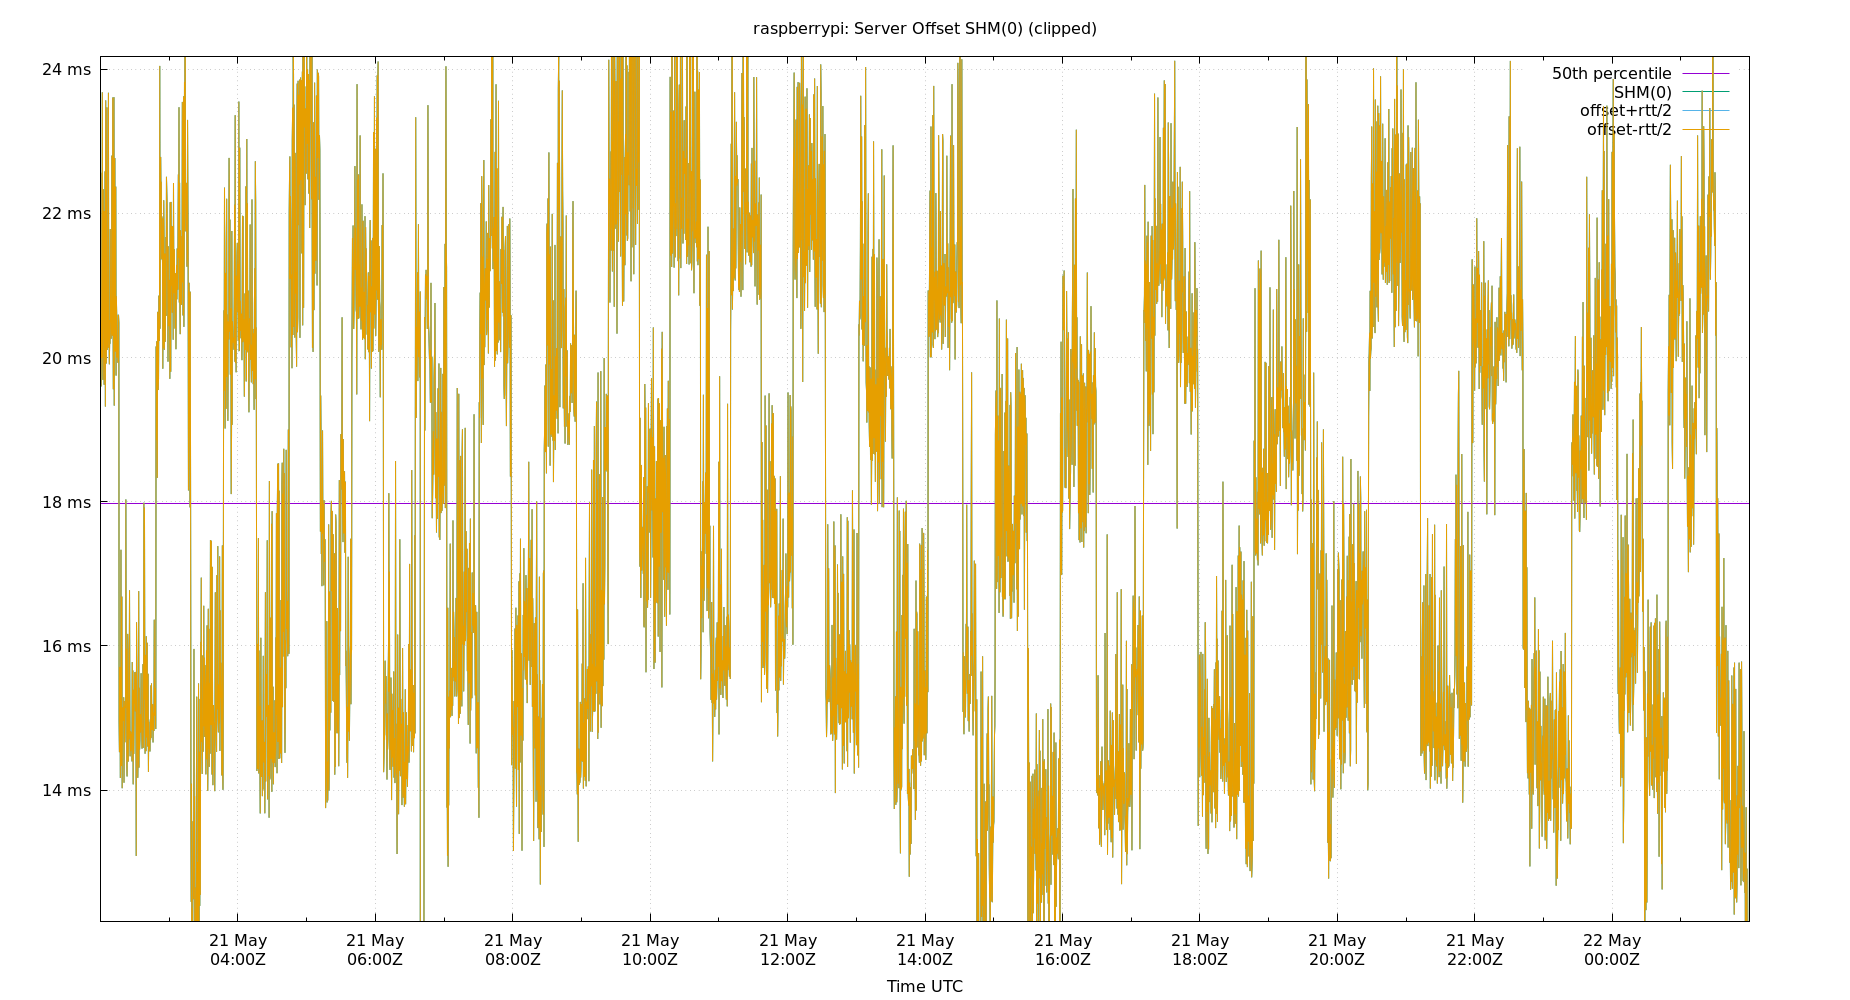 raspberrypi: Server Offset SHM(0) (clipped)
24 ms
22 ms
20 ms
18 ms
16 ms
14 ms
50th percentile
SHM(0)
offset+rtt/2
offset-rtt/2
21 May 04:00Z
21 May 06:00Z
21 May 08:00Z
21 May 10:00Z
21 May 12:00Z
21 May 14:00Z
21 May 16:00Z
21 May 18:00Z
21 May 20:00Z
21 May 22:00Z
22 May 00:00Z
Time UTC